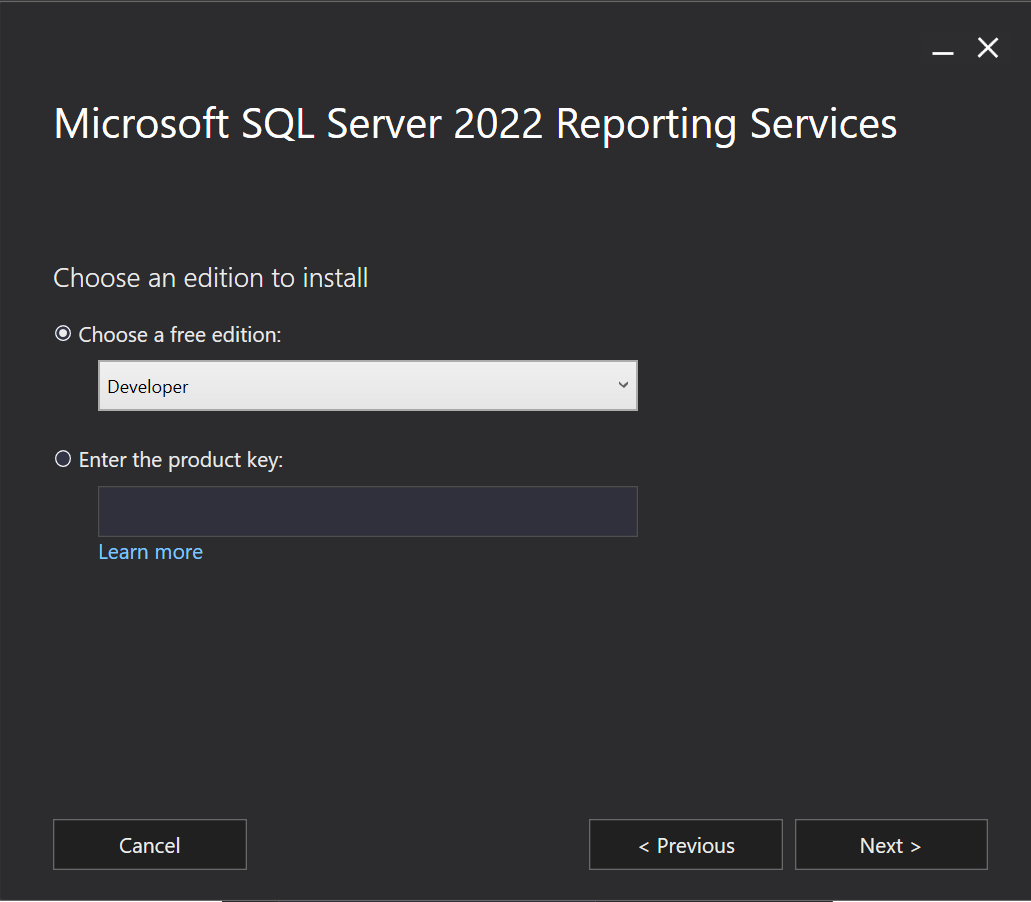 Microsoft SQL Server 2022 Reporting Services
Choose an edition to install
Choose a free edition:
Developer
Enter the product key:
Learn more
Cancel
< Previous
Next >